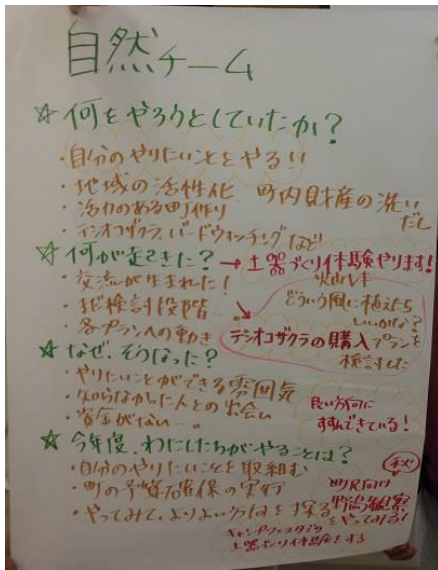 自然チーム
☆何をやろうとしていたか?
・自分のやりたいことをやる!!
・地域の活性化 町内財産の洗いだし
・活力のある町作り
・デシオコザクラ、バードウォッチングなど
☆何が起きた? → 土器づくり体験やります!
・交流が生まれた!
・まだ検討段階
・各プランへの動き
どういう風に植えたら
いいかな?
デシオコザクラの購入プランを
検討した
☆なぜ、そうなった?
・やりたいことができる雰囲気
・知らなかった人との出会い
・資金がない…。
良い方向に
すすんできている!
☆今年度、わたしたちがやることは?
・自分のやりたいことを取組む
・町の予算確保の実行
・やってみて、よりよい方向を探る
秋
町民向け
野鳥観察
をやってみる!
キャンプフェスタで
土器づくり体験をする